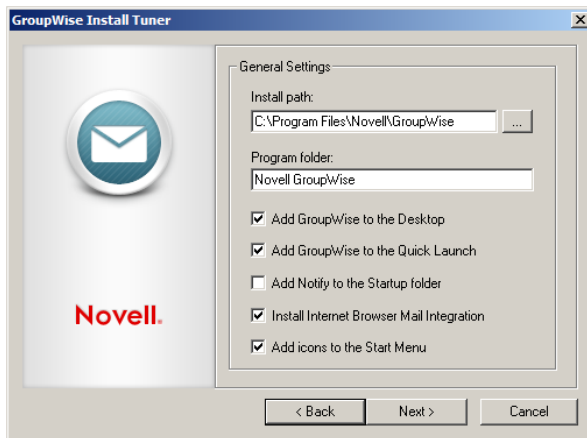 GroupWise Install Tuner
General Settings
Install path:
C:\Program Files\Novell\GroupWise
...
Program folder:
Novell GroupWise
Add GroupWise to the Desktop
Add GroupWise to the Quick Launch
Add Notify to the Startup folder
Install Internet Browser Mail Integration
Add icons to the Start Menu
Novell.
< Back
Next >
Cancel